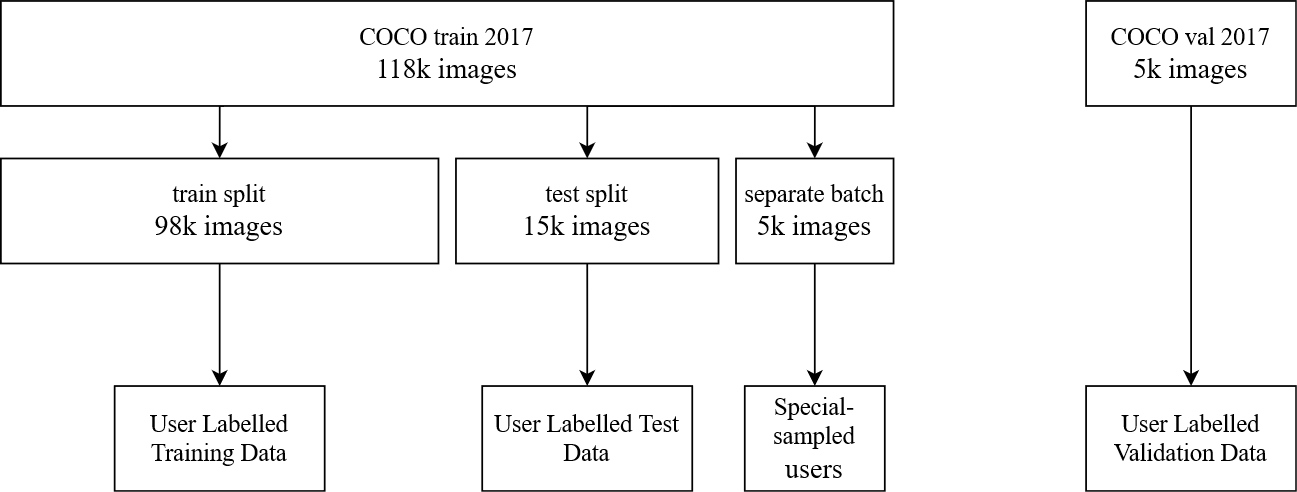 COCO train 2017
118k images
COCO val 2017
5k images
train split
98k images
test split
15k images
separate batch
5k images
User Labelled
Training Data
User Labelled Test
Data
Special-
sampled
users
User Labelled
Validation Data